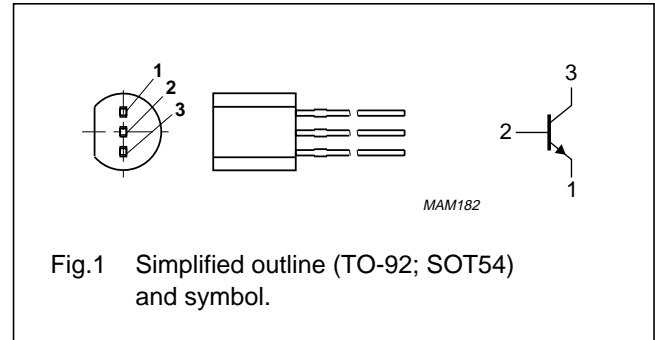 1
2
3
3
2
1
MAM182
Fig.1 Simplified outline (TO-92; SOT54)
and symbol.